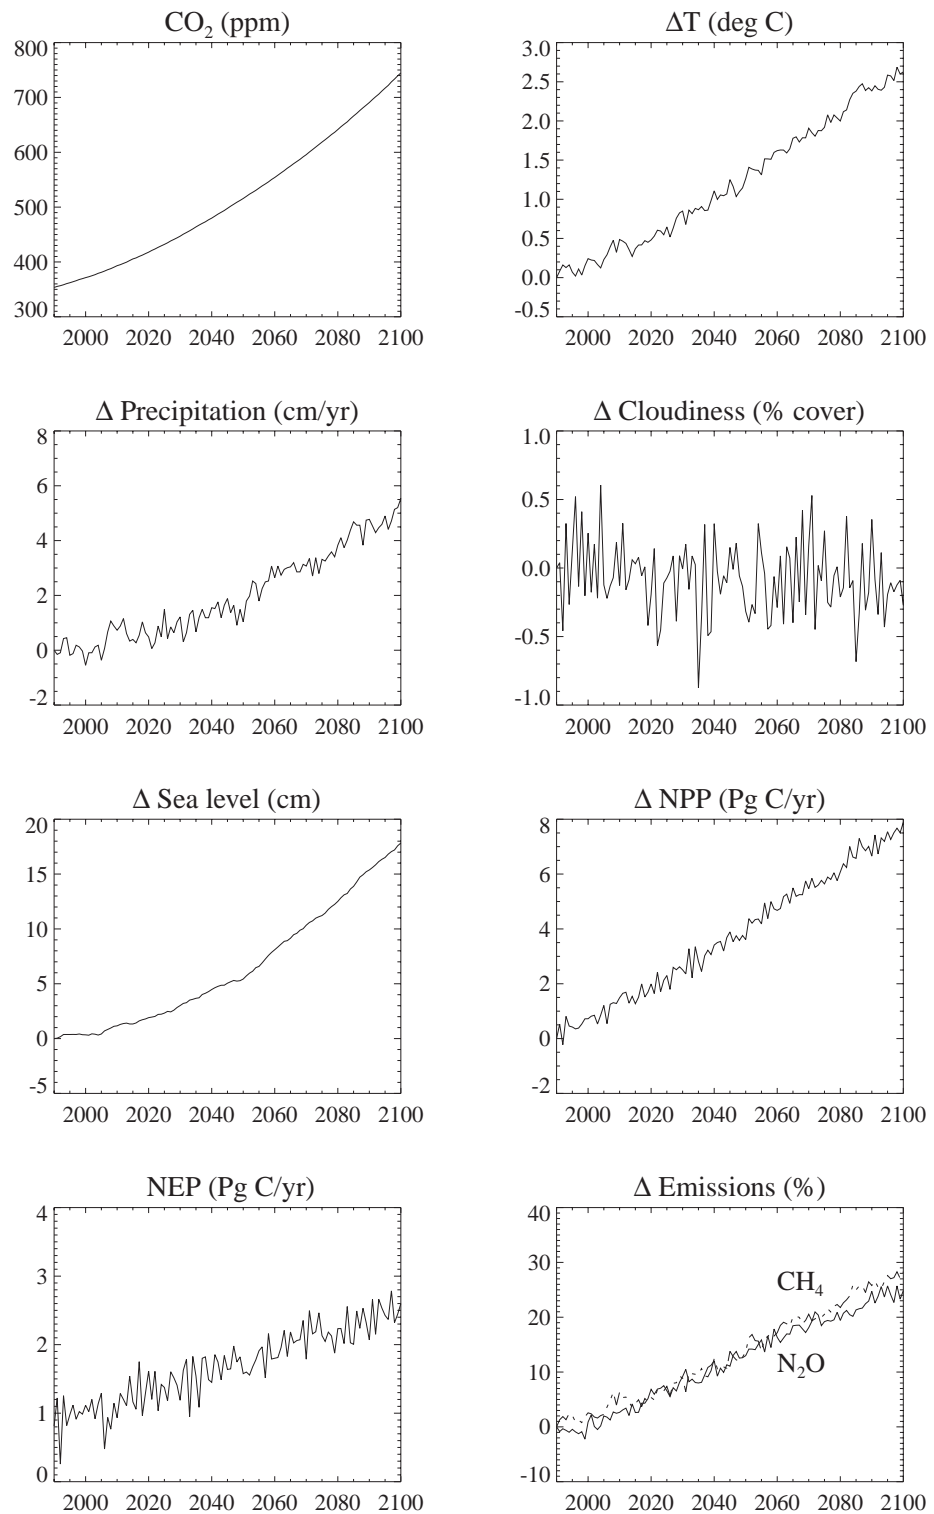 CO₂ (ppm)
800
700
600
500
400
300
2000 2020 2040 2060 2080 2100
ΔT (deg C)
3.0
2.5
2.0
1.5
1.0
0.5
0.0
-0.5
2000 2020 2040 2060 2080 2100
Δ Precipitation (cm/yr)
8
6
4
2
0
-2
2000 2020 2040 2060 2080 2100
Δ Cloudiness (% cover)
1.0
0.5
0.0
-0.5
-1.0
2000 2020 2040 2060 2080 2100
Δ Sea level (cm)
20
15
10
5
0
-5
2000 2020 2040 2060 2080 2100
Δ NPP (Pg C/yr)
8
6
4
2
0
-2
2000 2020 2040 2060 2080 2100
NEP (Pg C/yr)
4
3
2
1
0
2000 2020 2040 2060 2080 2100
Δ Emissions (%)
40
30
20
10
0
-10
CH₄
N₂O
2000 2020 2040 2060 2080 2100